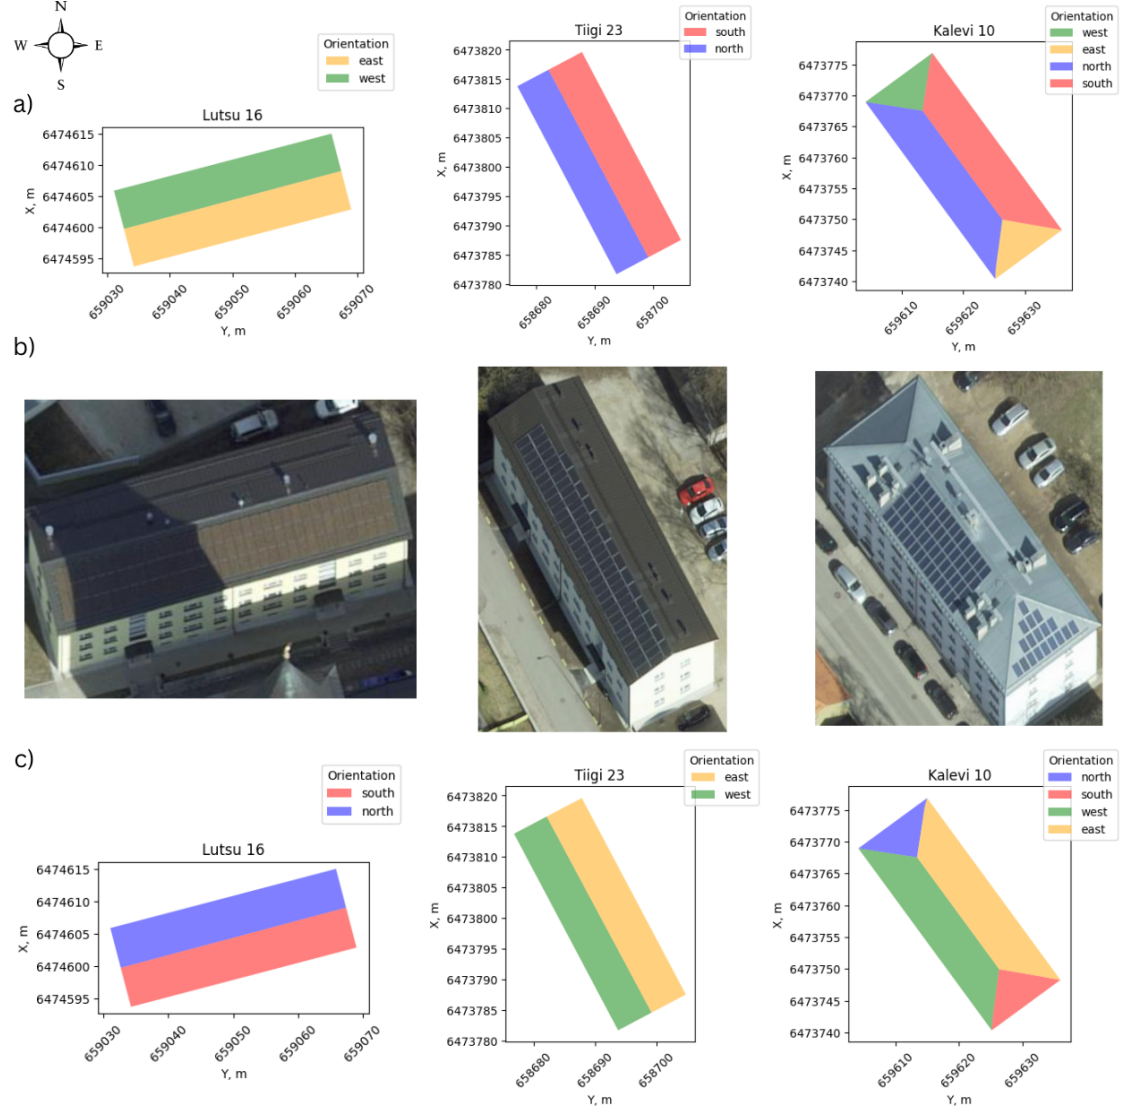 N
W E
S
a)
Orientation
east
west
Lutsu 16
6474615
6474610
6474605
6474600
6474595
X, m
659030
659040
659050
659060
659070
Y, m
Tiigi 23
Orientation
south
north
6473820
6473815
6473810
6473805
6473800
6473795
6473790
6473785
6473780
X, m
658680
658690
658700
Y, m
Kalevi 10
Orientation
west
east
north
south
6473775
6473770
6473765
6473760
6473755
6473750
6473745
6473740
X, m
659610
659620
659630
Y, m
b)
c)
Orientation
south
north
Lutsu 16
6474615
6474610
6474605
6474600
6474595
X, m
659030
659040
659050
659060
659070
Y, m
Tiigi 23
Orientation
east
west
6473820
6473815
6473810
6473805
6473800
6473795
6473790
6473785
6473780
X, m
658680
658690
658700
Y, m
Kalevi 10
Orientation
north
south
west
east
6473775
6473770
6473765
6473760
6473755
6473750
6473745
6473740
X, m
659610
659620
659630
Y, m